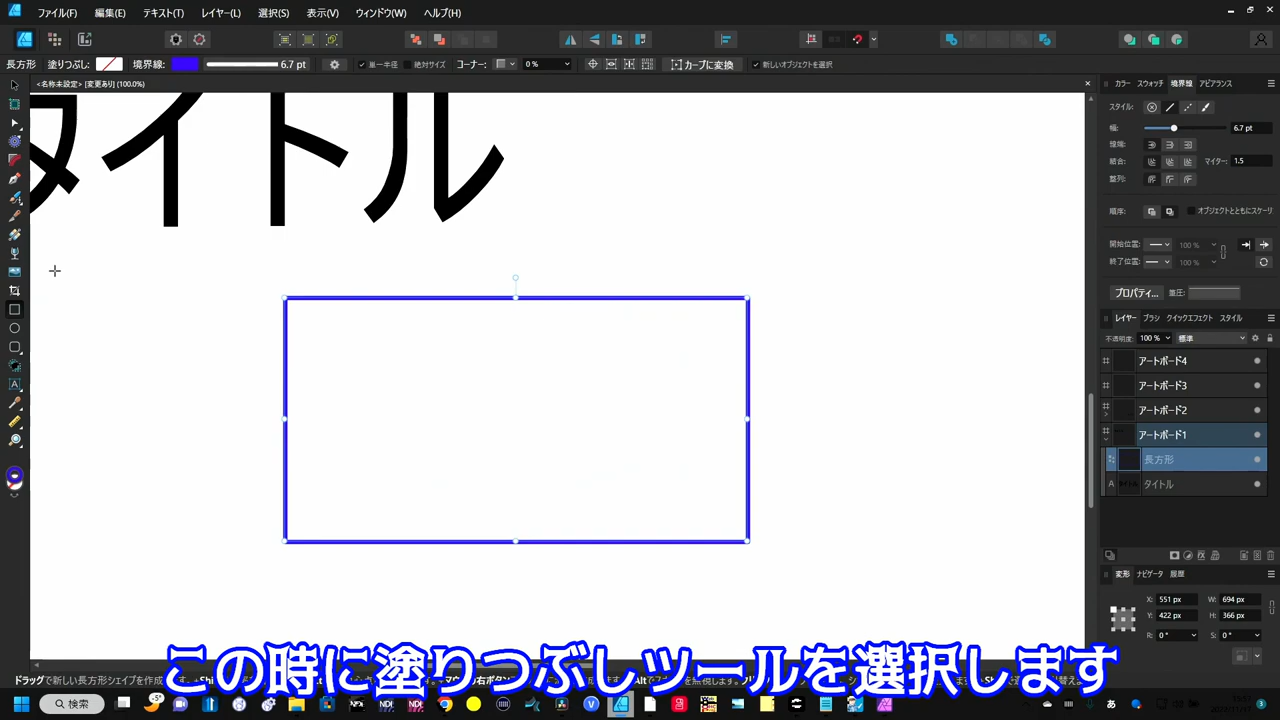 ファイル(F) 編集(E) テキスト(T) レイヤー(L) 選択(S) 表示(V) ウィンドウ(W) ヘルプ(H)
長方形 塗りつぶし: 境界線: 6.7 pt 単一半径 絶対サイズ コーナー: 0 % カーブに変換 新しいオブジェクトを選択
<名称未設定> [変更あり] (100.0%)
カラー スウォッチ 境界線 アピアランス
スタイル:
幅: 6.7 pt
結合: マイター: 1.5
整列:
順序: オブジェクトとともにスケーリ
開始位置: 100 %
終了位置: 100 %
プロパティ... 筆圧:
レイヤー ブラシ クイックエフェクト スタイル
不透明度: 100 % 標準
アートボード4
アートボード3
アートボード2
アートボード1
長方形
A タイトル
変形 ナビゲータ 履歴
X: 551 px W: 694 px
Y: 422 px H: 366 px
R: 0 ° S: 0 °
タイトル
この時に塗りつぶしツールを選択します
ドラッグで新しい長方形シェイプを作成
検索